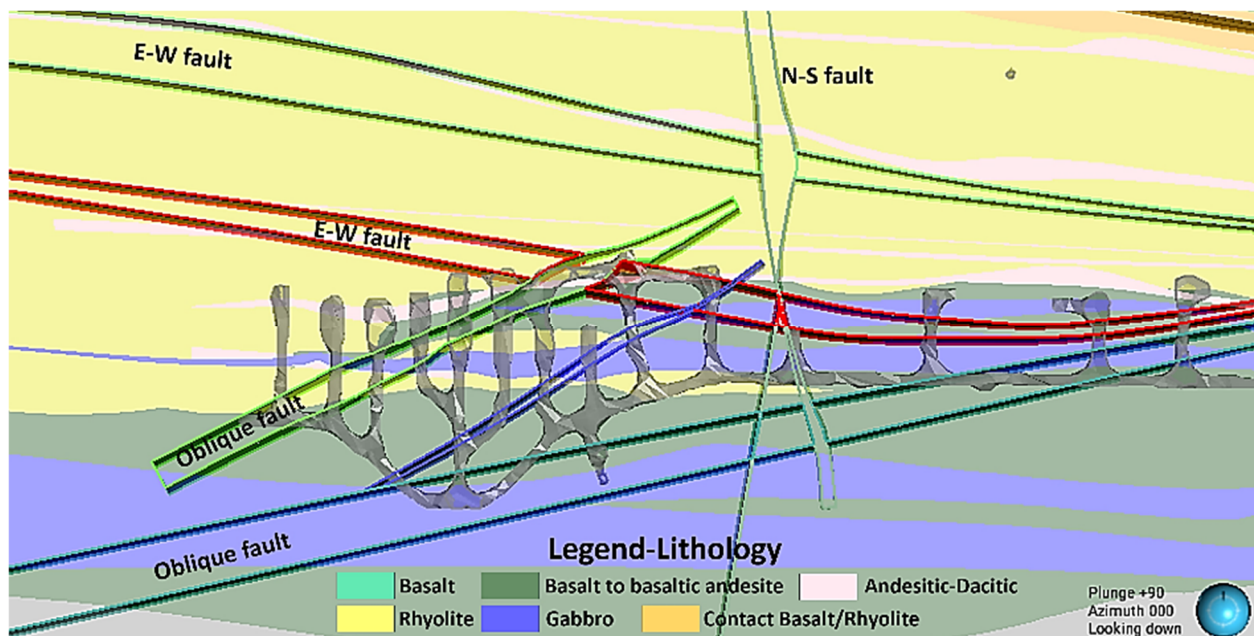 E-W fault
N-S fault
E-W fault
Oblique fault
Oblique fault
Legend-Lithology
Basalt
Basalt to basaltic andesite
Andesitic-Dacitic
Rhyolite
Gabbro
Contact Basalt/Rhyolite
Plunge +90
Azimuth 000
Looking down